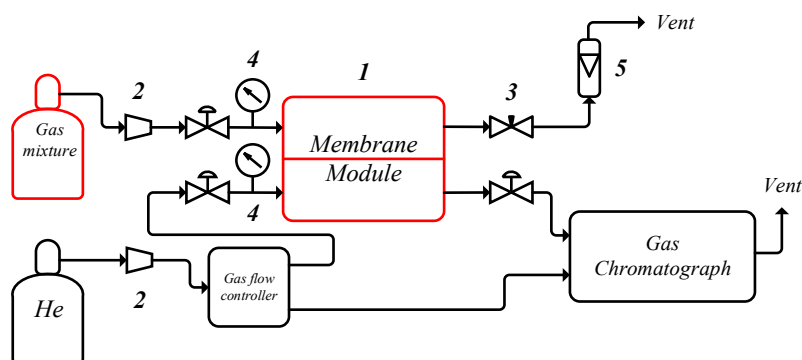 Vent
4
1
5
2
3
Gas
mixture
Membrane
Module
4
Vent
Gas
Chromatograph
Gas flow
controller
He
2